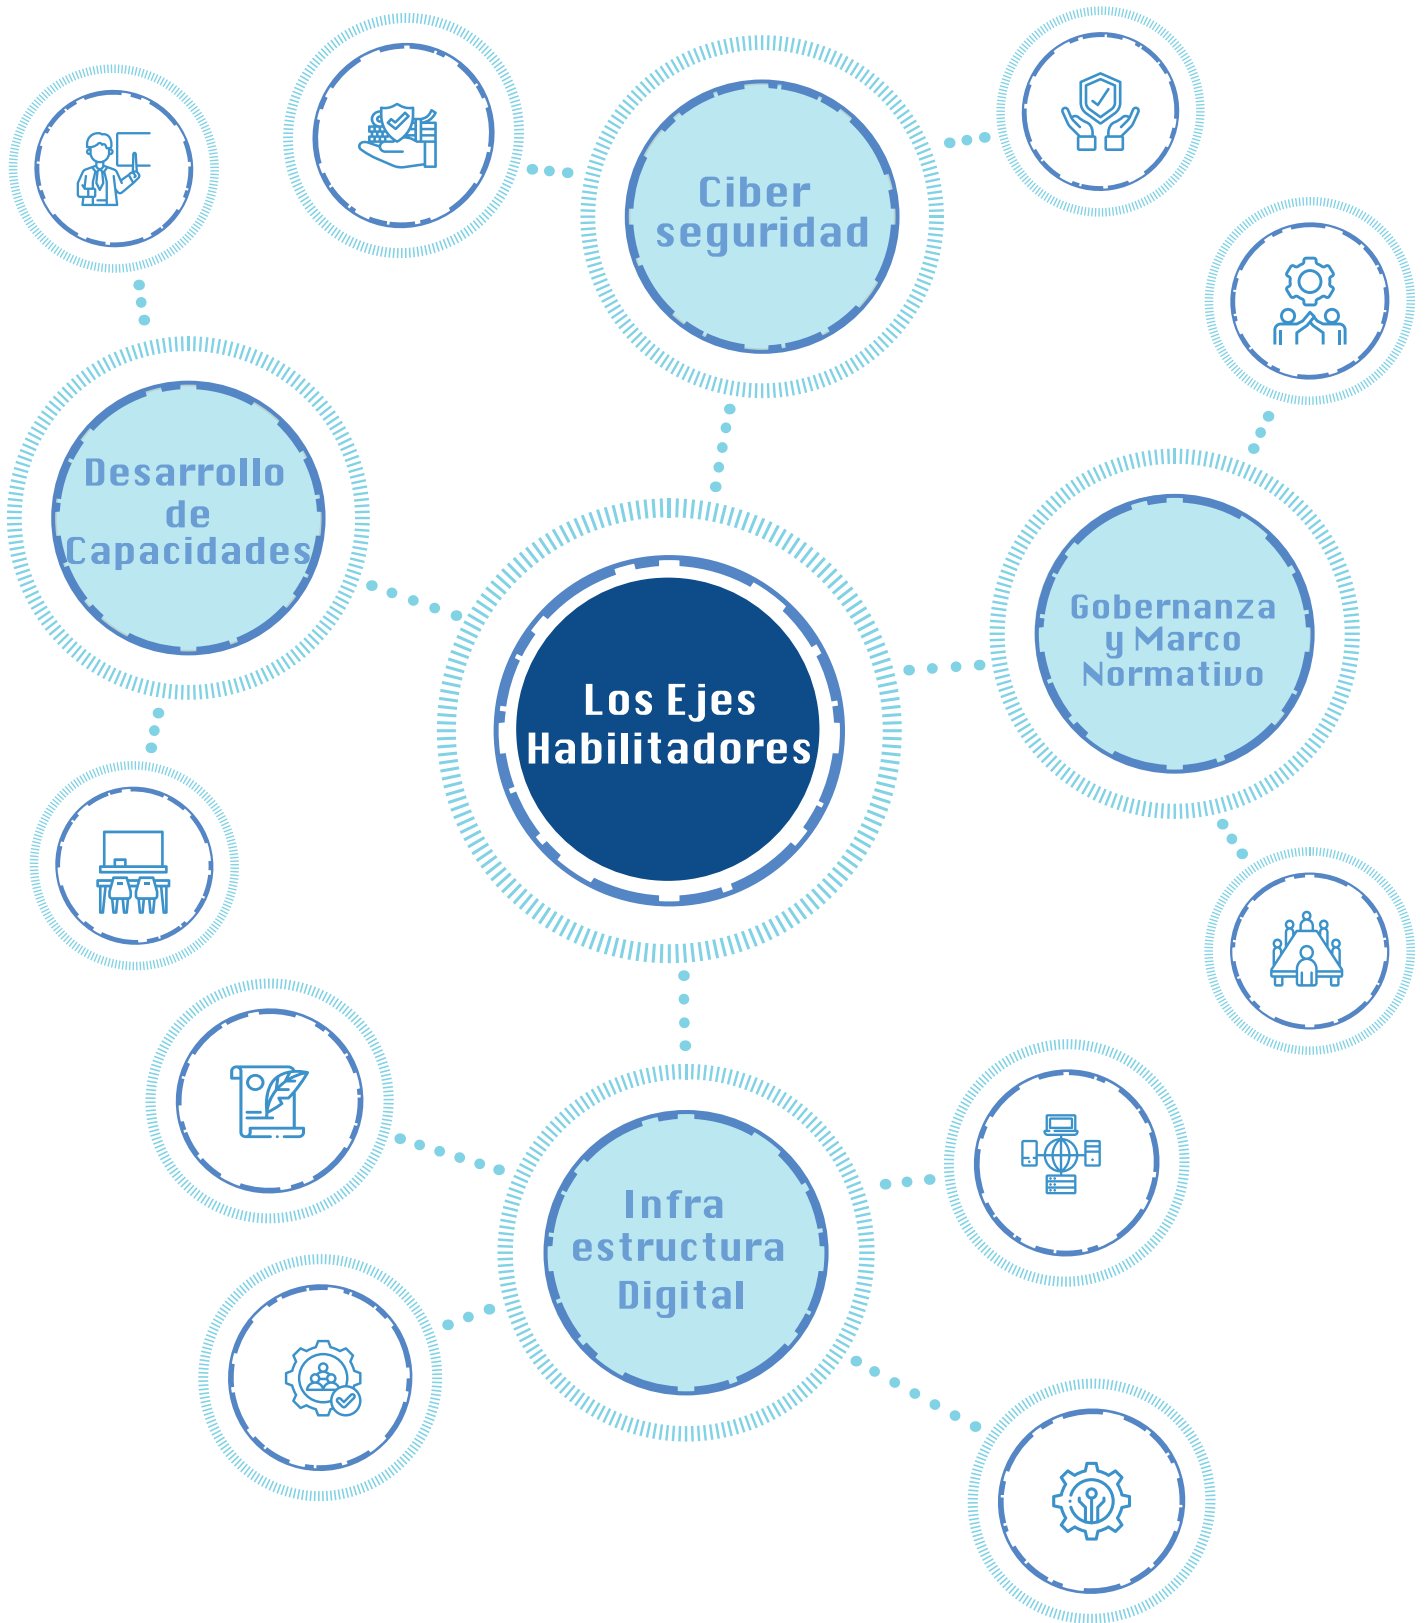 Ciber
seguridad
Desarrollo
de
Capacidades
Gobernanza
y Marco
Normativo
Los Ejes
Habilitadores
Infra
estructura
Digital